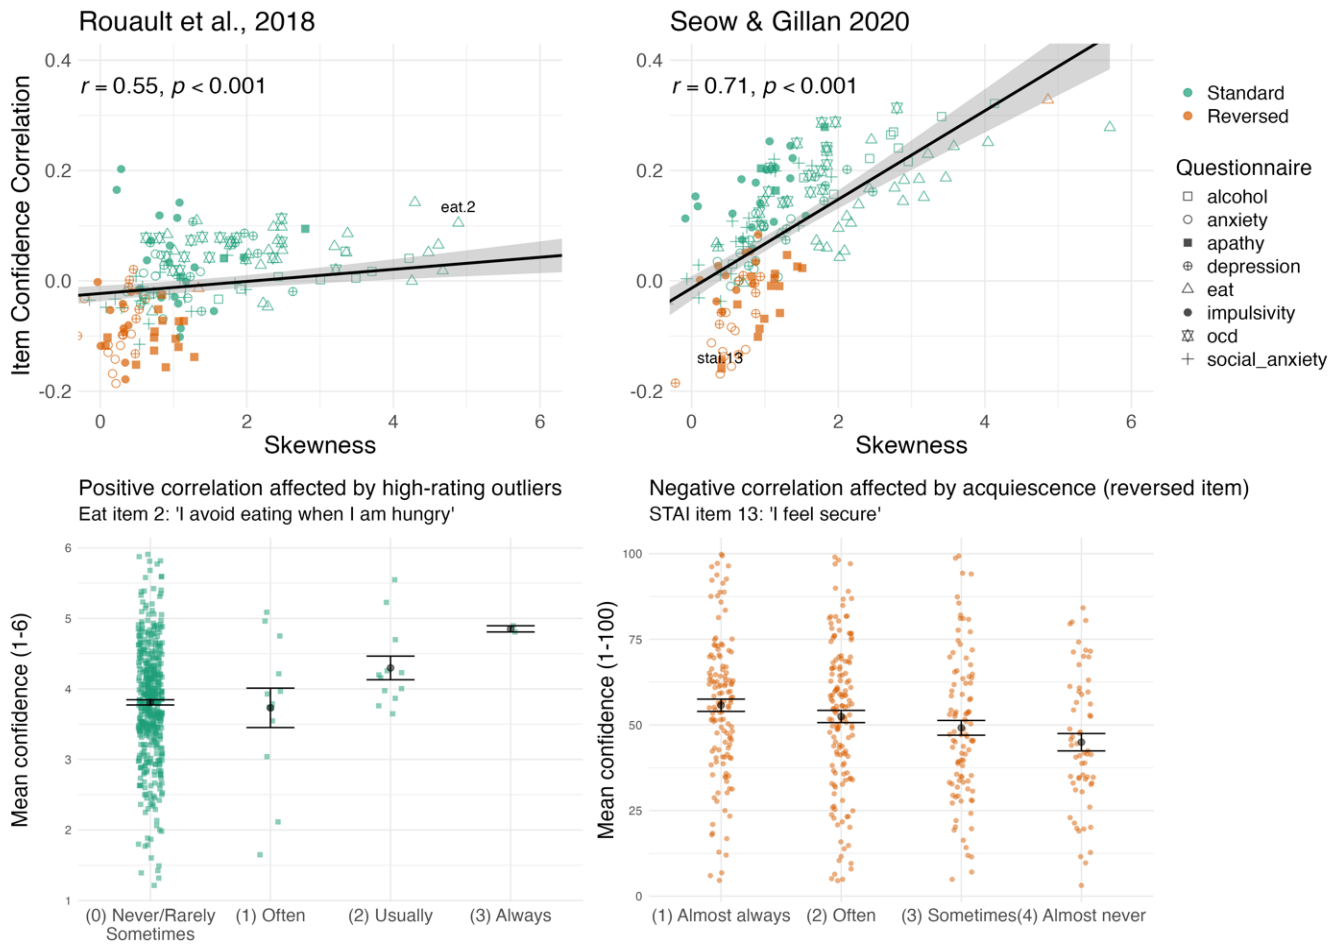 Rouault et al., 2018
r = 0.55, p < 0.001
eat.2
0.4
0.2
0.0
-0.2
0
2
4
6
Item Confidence Correlation
Skewness
Seow & Gillan 2020
r = 0.71, p < 0.001
stai.13
0.4
0.2
0.0
-0.2
0
2
4
6
Skewness
Standard
Reversed
Questionnaire
alcohol
anxiety
apathy
depression
eat
impulsivity
ocd
social_anxiety
Positive correlation affected by high-rating outliers
Eat item 2: 'I avoid eating when I am hungry'
Mean confidence (1-6)
6
5
4
3
2
1
(0) Never/Rarely
Sometimes
(1) Often
(2) Usually
(3) Always
Negative correlation affected by acquiescence (reversed item)
STAI item 13: 'I feel secure'
Mean confidence (1-100)
100
75
50
25
0
(1) Almost always
(2) Often
(3) Sometimes
(4) Almost never